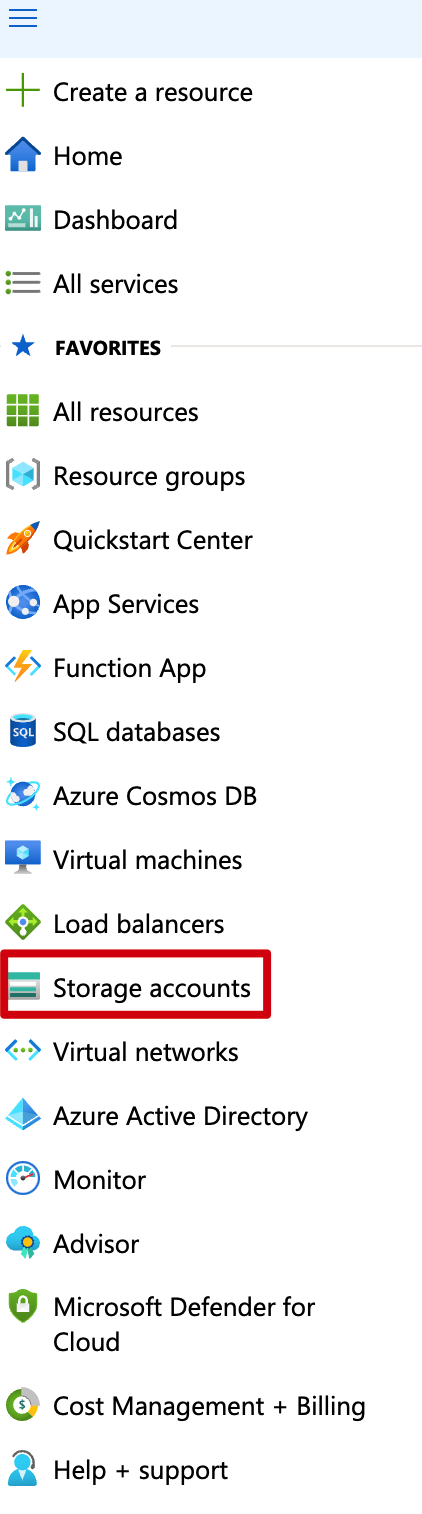 Create a resource
Home
Dashboard
All services
FAVORITES
All resources
Resource groups
Quickstart Center
App Services
Function App
SQL
SQL databases
Azure Cosmos DB
Virtual machines
Load balancers
Storage accounts
Virtual networks
Azure Active Directory
Monitor
Advisor
Microsoft Defender for
Cloud
$
Cost Management + Billing
Help + support